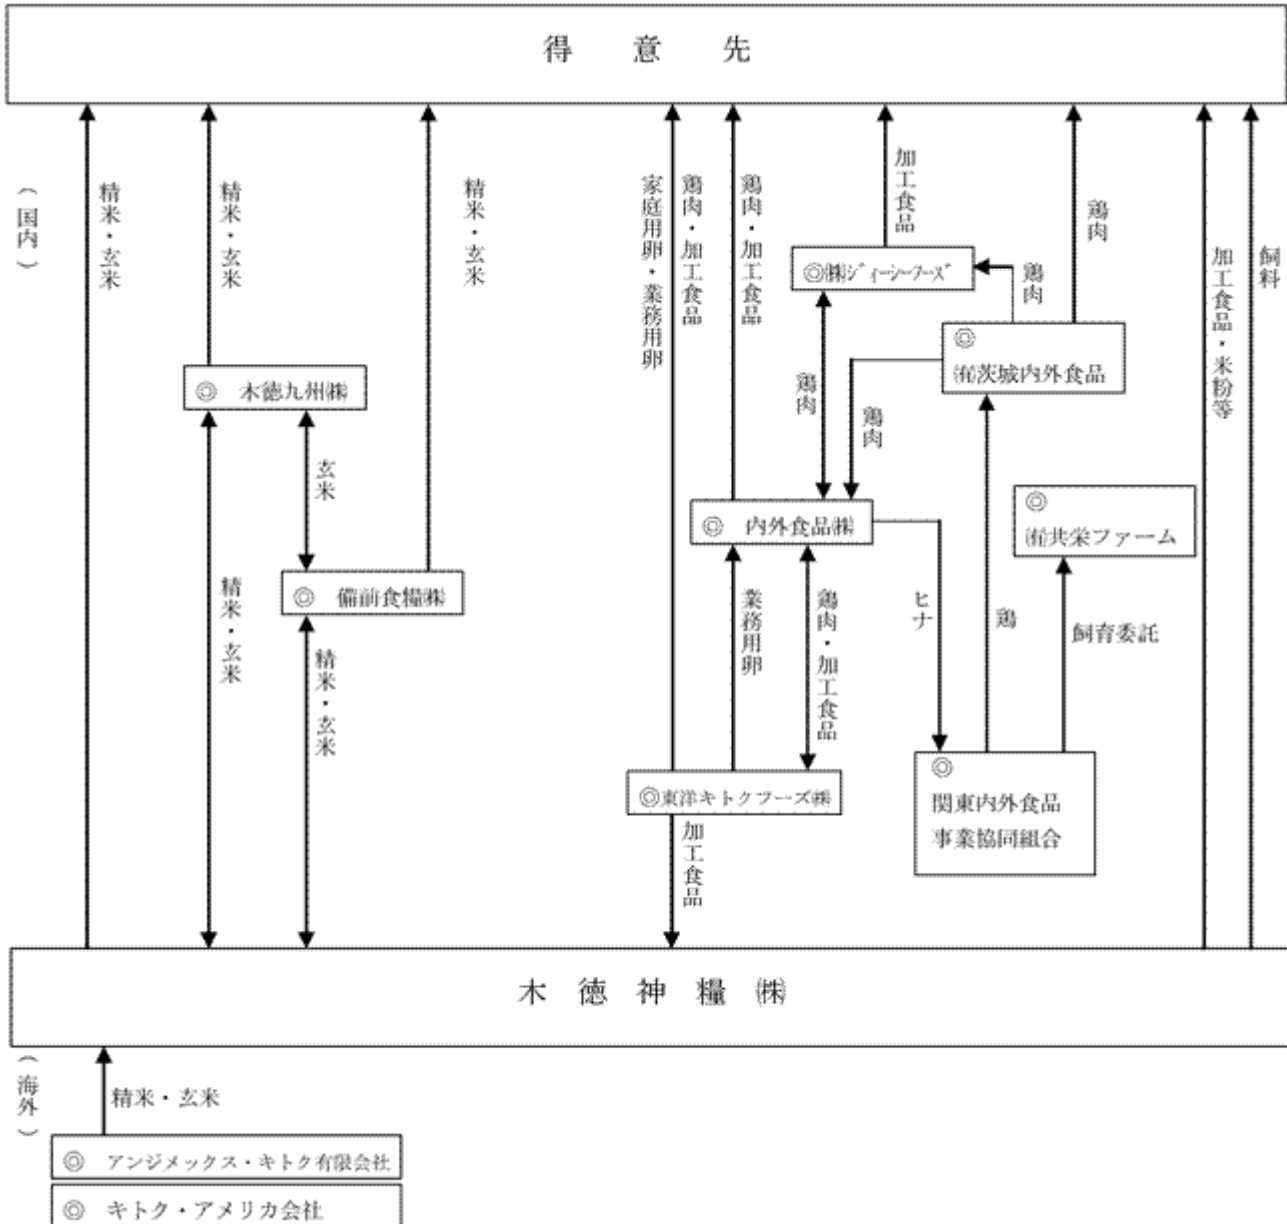 得意先
(国内)
精米・玄米
精米・玄米
精米・玄米
家庭用卵・業務用卵
鶏肉・加工食品
鶏肉・加工食品
加工食品
鶏肉
加工食品・米粉等
飼料
◎㈱ジィーシーフーズ
鶏肉
◎
㈲茨城内外食品
◎ 木徳九州㈱
鶏肉
鶏肉
玄米
◎
㈲共栄ファーム
◎ 内外食品㈱
◎ 備前食糧㈱
精米・玄米
精米・玄米
業務用卵
鶏肉・加工食品
ヒナ
鶏
飼育委託
◎東洋キトクフーズ㈱
◎
関東内外食品
事業協同組合
加工食品
木徳神糧㈱
(海外)
精米・玄米
◎ アンジメックス・キトク有限会社
◎ キトク・アメリカ会社